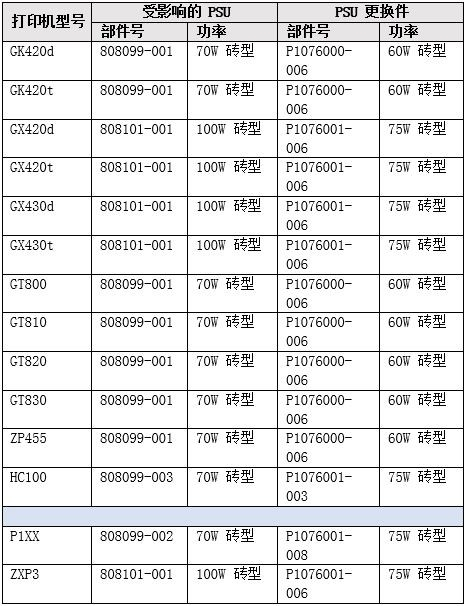 打印机型号 受影响的 PSU PSU 更换件
部件号 功率 部件号 功率
GK420d 808099-001 70W 砖型 P1076000- 60W 砖型
006
GK420t 808099-001 70W 砖型 P1076000- 60W 砖型
006
GX420d 808101-001 100W 砖型 P1076001- 75W 砖型
006
GX420t 808101-001 100W 砖型 P1076001- 75W 砖型
006
GX430d 808101-001 100W 砖型 P1076001- 75W 砖型
006
GX430t 808101-001 100W 砖型 P1076001- 75W 砖型
006
GT800 808099-001 70W 砖型 P1076000- 60W 砖型
006
GT810 808099-001 70W 砖型 P1076000- 60W 砖型
006
GT820 808099-001 70W 砖型 P1076000- 60W 砖型
006
GT830 808099-001 70W 砖型 P1076000- 60W 砖型
006
ZP455 808099-001 70W 砖型 P1076000- 60W 砖型
006
HC100 808099-003 70W 砖型 P1076001- 75W 砖型
003
P1XX 808099-002 70W 砖型 P1076001- 75W 砖型
008
ZXP3 808101-001 100W 砖型 P1076001- 75W 砖型
006